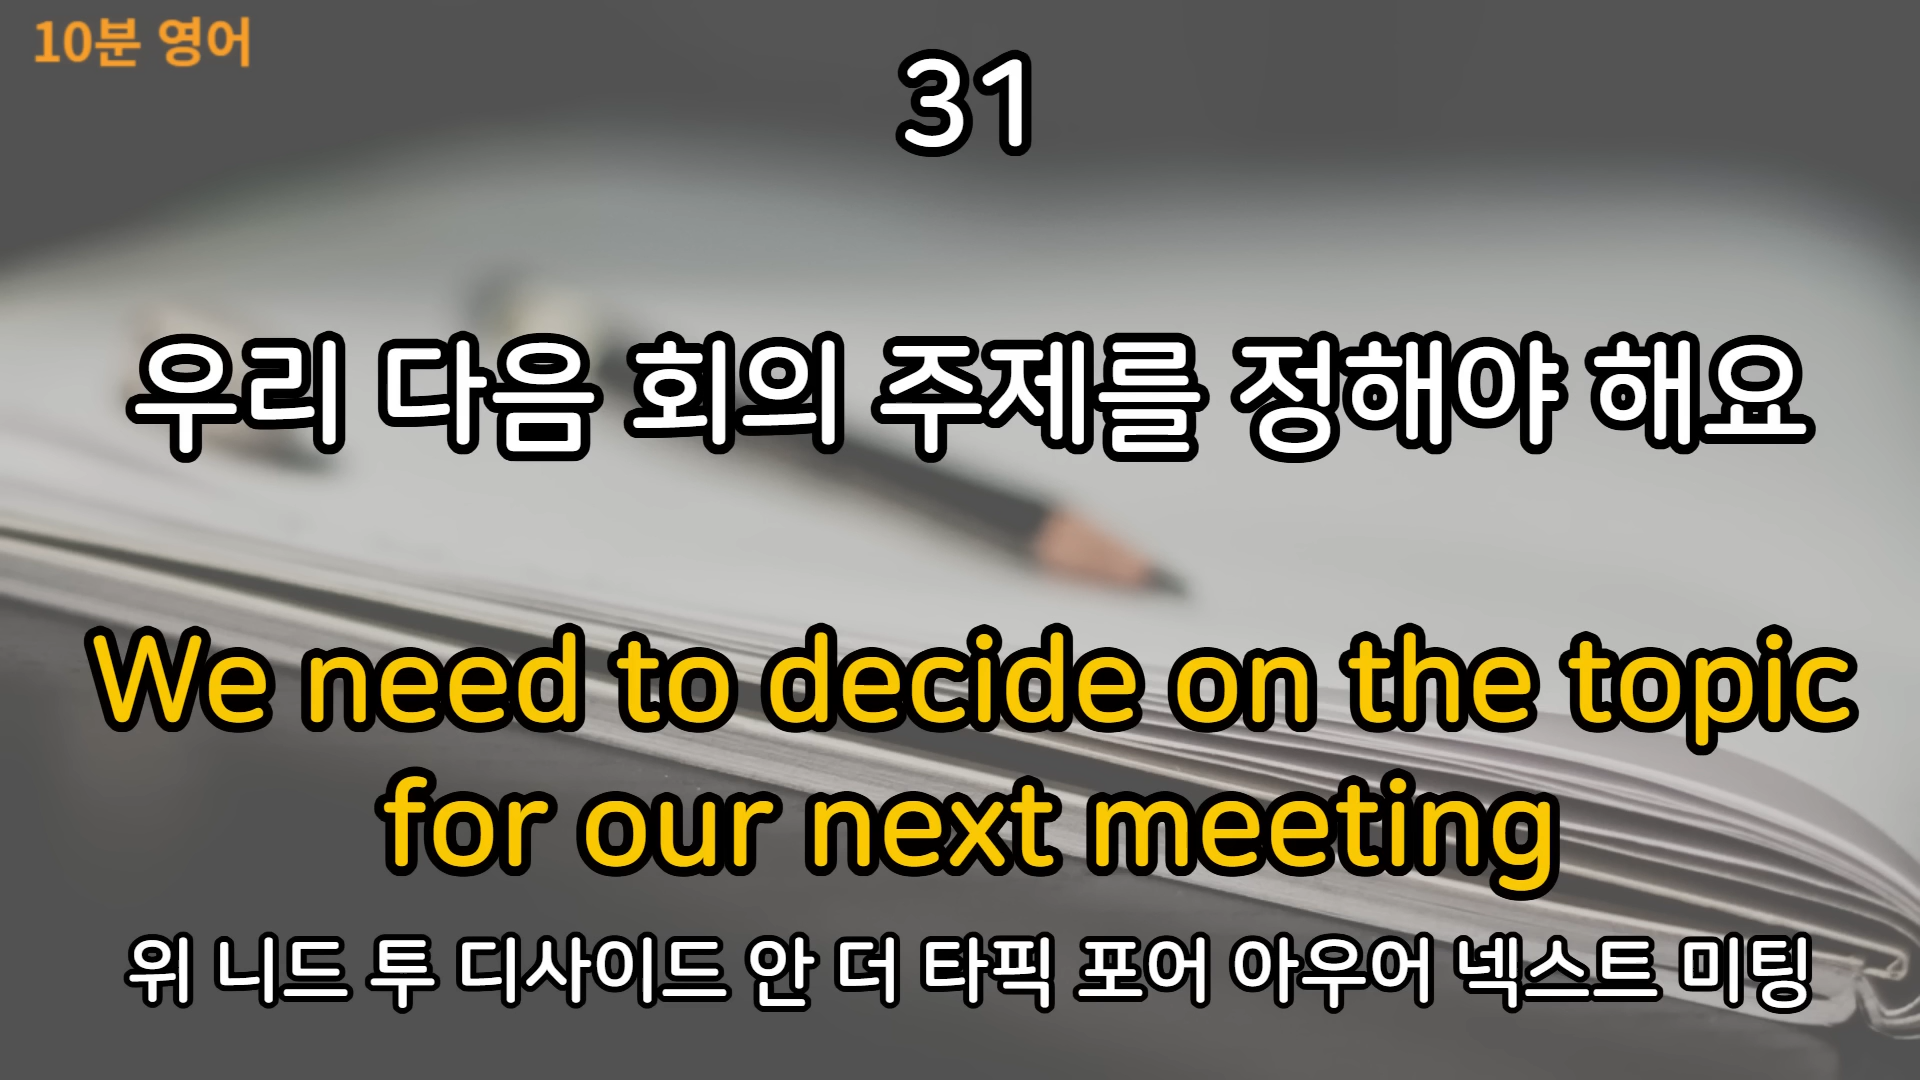 10분 영어
31
우리 다음 회의 주제를 정해야 해요
We need to decide on the topic
for our next meeting
위 니드 투 디사이드 안 더 타픽 포어 아우어 넥스트 미팅